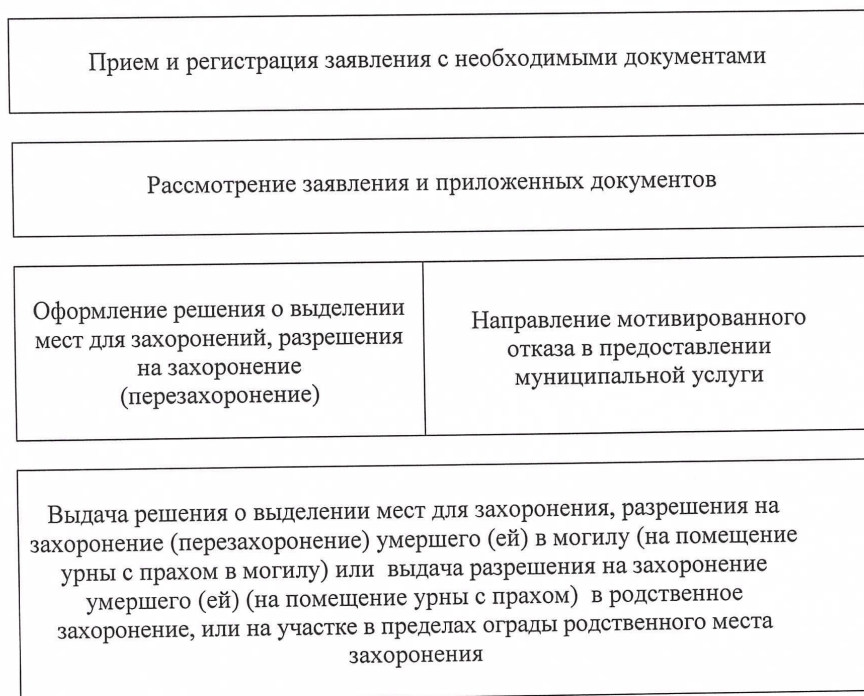 Прием и регистрация заявления с необходимыми документами
Рассмотрение заявления и приложенных документов
Оформление решения о выделении
мест для захоронений, разрешения
на захоронение
(перезахоронение)
Направление мотивированного
отказа в предоставлении
муниципальной услуги
Выдача решения о выделении мест для захоронения, разрешения на
захоронение (перезахоронение) умершего (ей) в могилу (на помещение
урны с прахом в могилу) или выдача разрешения на захоронение
умершего (ей) (на помещение урны с прахом) в родственное
захоронение, или на участке в пределах ограды родственного места
захоронения